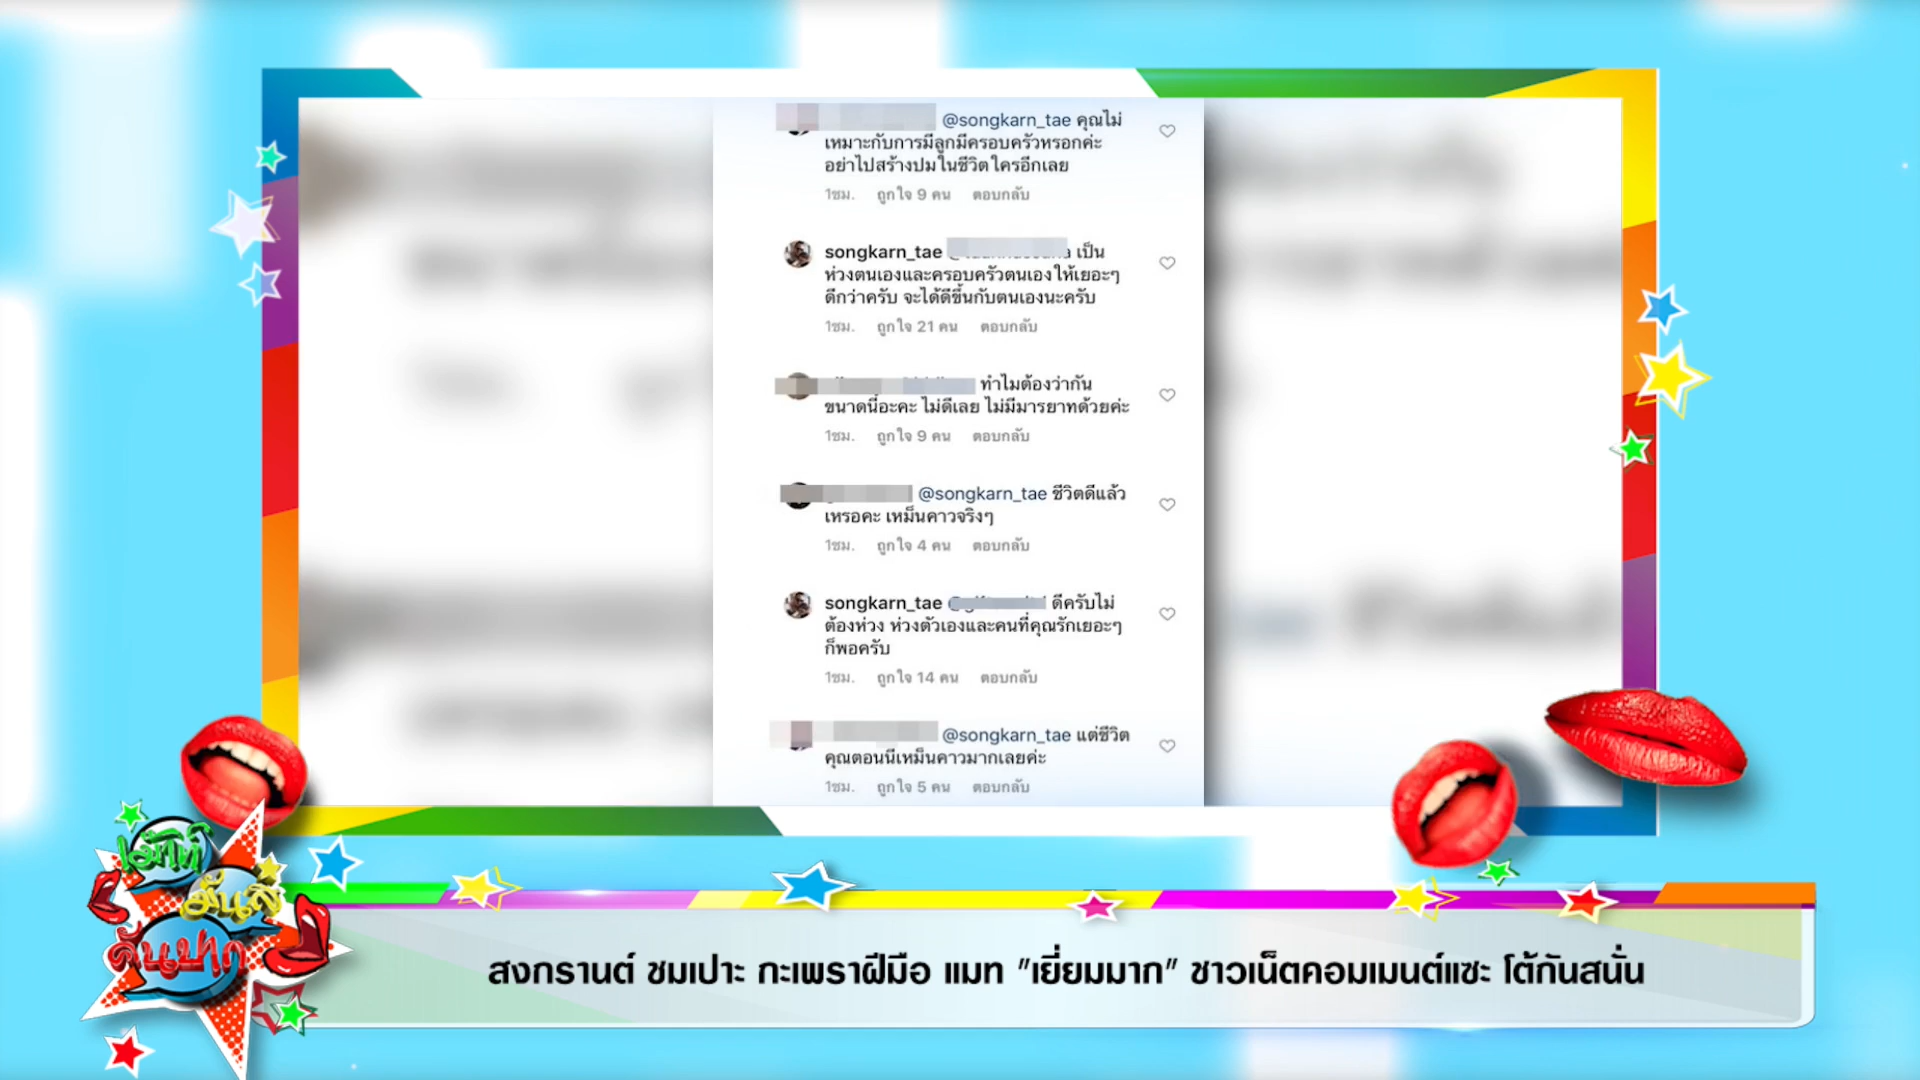 @songkarn_tae คุณไม่
เหมาะกับการมีลูกมีครอบครัวหรอกค่ะ
อย่าไปสร้างปมในชีวิตใครอีกเลย
1ชม. ถูกใจ 9 คน ตอบกลับ
songkarn_tae เป็น
ห่วงตนเองและครอบครัวตนเองให้เยอะๆ
ดีกว่าครับ จะได้ดีขึ้นกับตนเองนะครับ
1ชม. ถูกใจ 21 คน ตอบกลับ
ทำไมต้องว่ากัน
ขนาดนี้อะคะ ไม่ดีเลย ไม่มีมารยาทด้วยค่ะ
1ชม. ถูกใจ 9 คน ตอบกลับ
@songkarn_tae ชีวิตดีแล้ว
เหรอคะ เหม็นคาวจริงๆ
1ชม. ถูกใจ 4 คน ตอบกลับ
songkarn_tae ดีครับไม่
ต้องห่วง ห่วงตัวเองและคนที่คุณรักเยอะๆ
ก็พอครับ
1ชม. ถูกใจ 14 คน ตอบกลับ
@songkarn_tae แต่ชีวิต
คุณตอนนี้เหม็นคาวมากเลยค่ะ
1ชม. ถูกใจ 5 คน ตอบกลับ
เม้าท์
มันส์
คันปาก
สงกรานต์ ชมเปาะ กะเพราฝีมือ แมท "เยี่ยมมาก" ชาวเน็ตคอมเมนต์แซะ โต้กันสนั่น